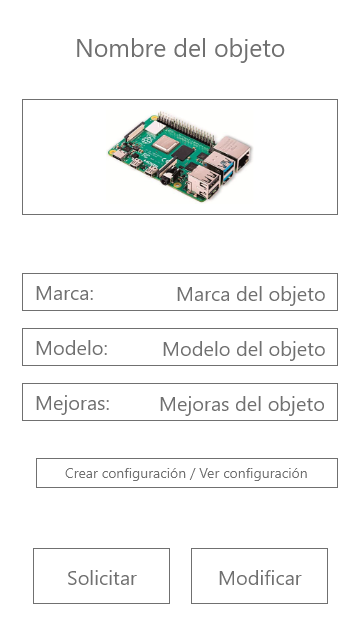 Nombre del objeto
Marca: Marca del objeto
Modelo: Modelo del objeto
Mejoras: Mejoras del objeto
Crear configuración / Ver configuración
Solicitar Modificar